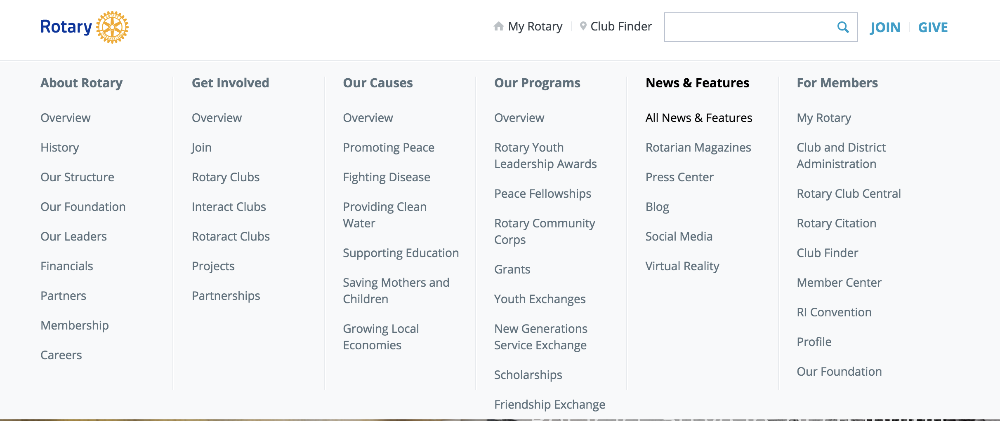 Rotary
ROTARY
INTERNATIONAL
My Rotary
Club Finder
JOIN
GIVE
About Rotary
Overview
History
Our Structure
Our Foundation
Our Leaders
Financials
Partners
Membership
Careers
Get Involved
Overview
Join
Rotary Clubs
Interact Clubs
Rotaract Clubs
Projects
Partnerships
Our Causes
Overview
Promoting Peace
Fighting Disease
Providing Clean
Water
Supporting Education
Saving Mothers and
Children
Growing Local
Economies
Our Programs
Overview
Rotary Youth
Leadership Awards
Peace Fellowships
Rotary Community
Corps
Grants
Youth Exchanges
New Generations
Service Exchange
Scholarships
Friendship Exchange
News & Features
All News & Features
Rotarian Magazines
Press Center
Blog
Social Media
Virtual Reality
For Members
My Rotary
Club and District
Administration
Rotary Club Central
Rotary Citation
Club Finder
Member Center
RI Convention
Profile
Our Foundation